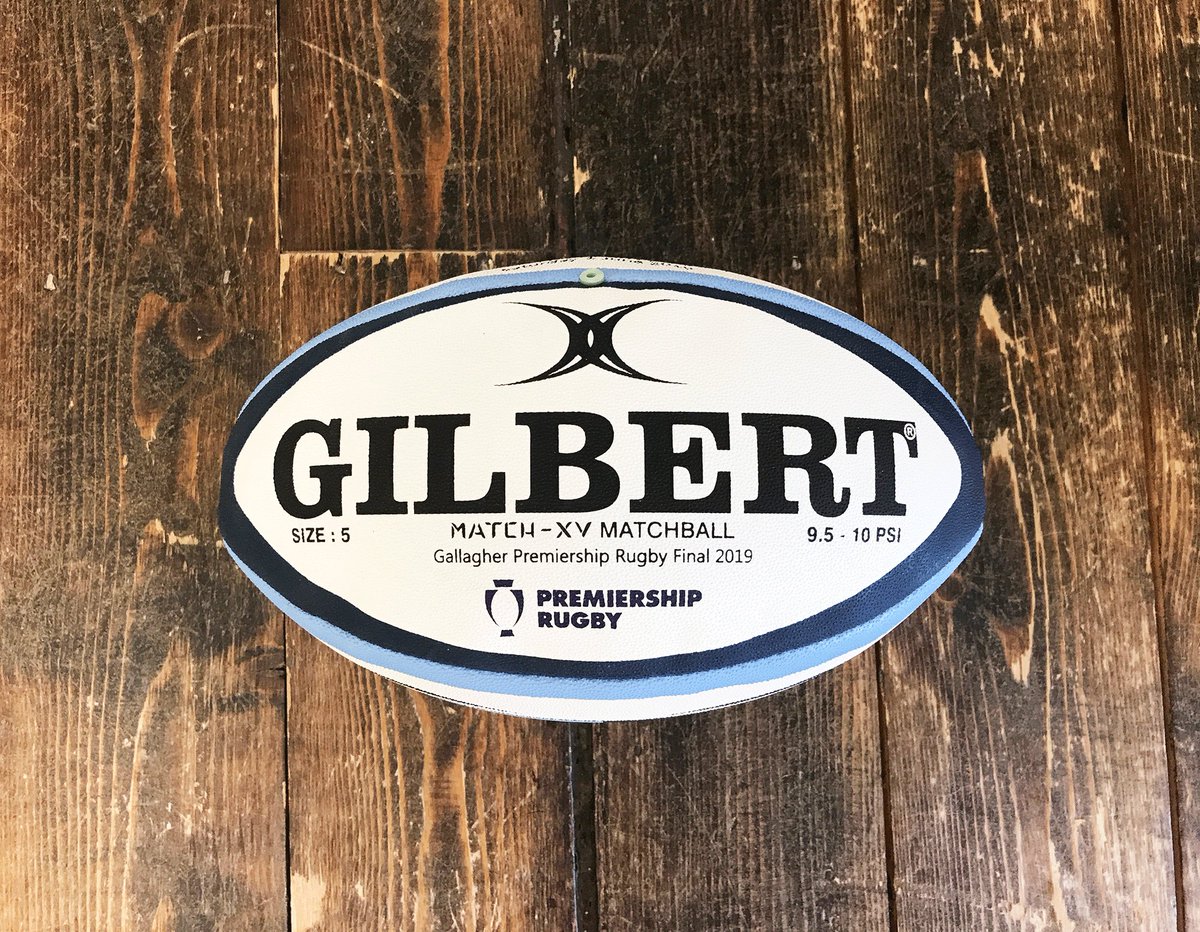 GILBERT®
SIZE : 5
MATCH-XV MATCHBALL
9.5 - 10 PSI
Gallagher Premiership Rugby Final 2019
PREMIERSHIP
RUGBY